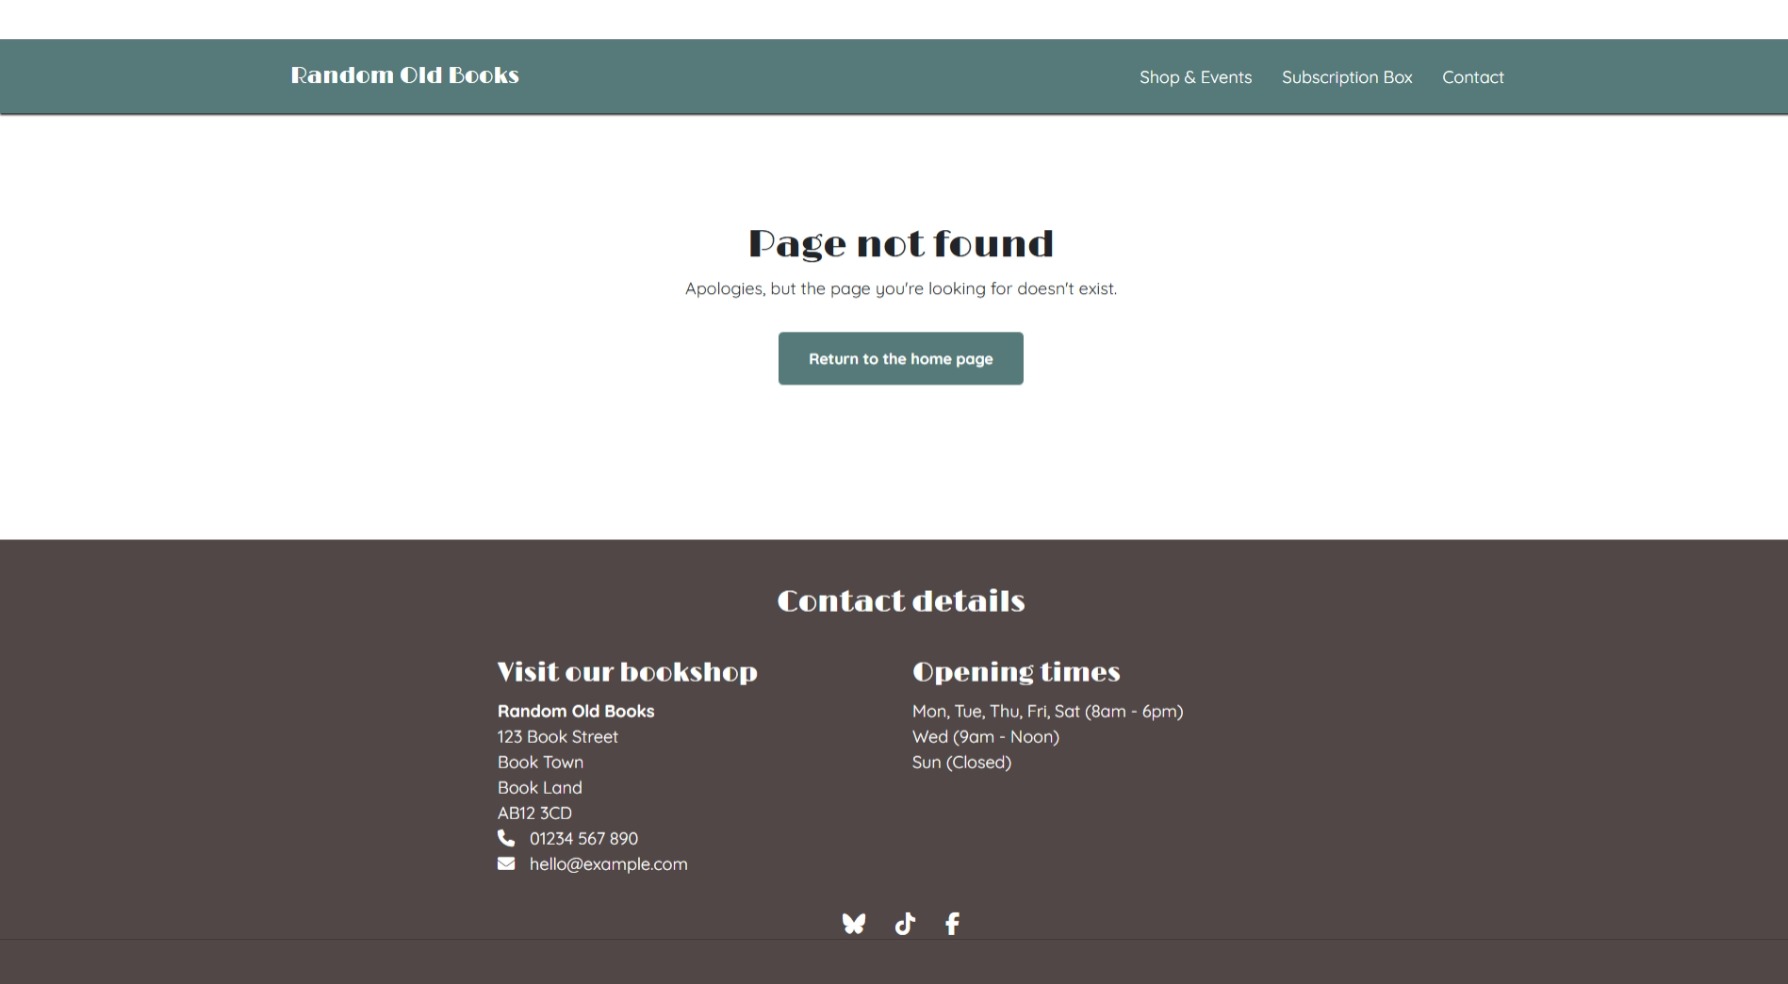 Random Old Books
Shop & Events
Subscription Box
Contact
Page not found
Apologies, but the page you're looking for doesn't exist.
Return to the home page
Contact details
Visit our bookshop
Random Old Books
123 Book Street
Book Town
Book Land
AB12 3CD
01234 567 890
hello@example.com
Opening times
Mon, Tue, Thu, Fri, Sat (8am - 6pm)
Wed (9am - Noon)
Sun (Closed)